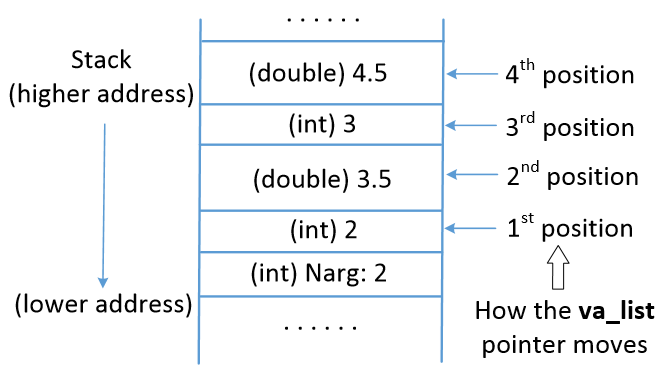 ......
Stack
(higher address)
(double) 4.5
4th position
(int) 3
3rd position
(double) 3.5
2nd position
(int) 2
1st position
(int) Narg: 2
(lower address)
......
How the va_list
pointer moves